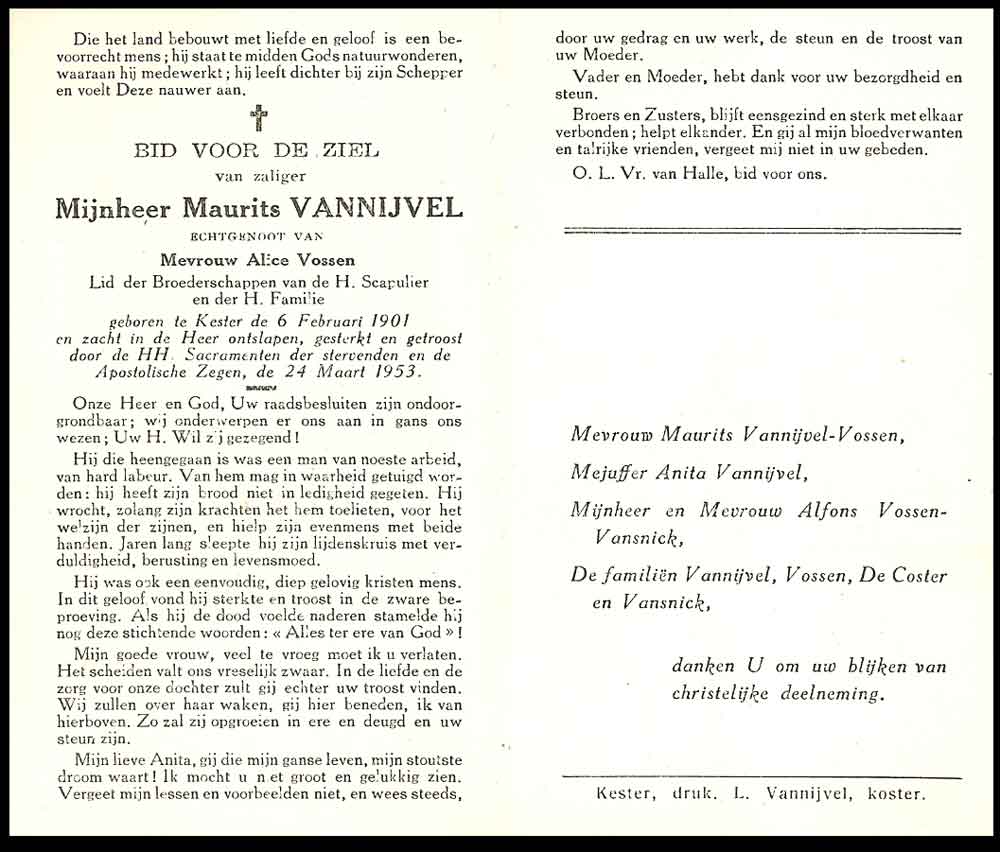 Die het land bebouwt met liefde en geloof is een be-
voorrecht mens ; hij staat te midden Gods natuurwonderen,
waaraan hij medewerkt ; hij leeft dichter bij zijn Schepper
en voelt Deze nauwer aan.
BID VOOR DE ZIEL
van zaliger
Mijnheer Maurits VANNIJVEL
ECHTGENOOT VAN
Mevrouw Alice Vossen
Lid der Broederschappen van de H. Scapulier
en der H. Familie
geboren te Kester de 6 Februari 1901
en zacht in de Heer ontslapen, gesterkt en getroost
door de HH. Sacramenten der stervenden en de
Apostolische Zegen, de 24 Maart 1953.
Onze Heer en God, Uw raadsbesluiten zijn ondoor-
grondbaar ; wij onderwerpen er ons aan in gans ons
wezen ; Uw H. Wil zij gezegend !
Hij die heengegaan is was een man van noeste arbeid,
van hard labeur. Van hem mag in waarheid getuigd wor-
den : hij heeft zijn brood niet in ledigheid gegeten. Hij
wrocht, zolang zijn krachten het hem toelieten, voor het
welzijn der zijnen, en hielp zijn evenmens met beide
handen. Jaren lang sleepte hij zijn lijdenskruis met ver-
duldigheid, berusting en levensmoed.
Hij was ook een eenvoudig, diep gelovig kristen mens.
In dit geloof vond hij sterkte en troost in de zware be-
proeving. Als hij de dood voelde naderen stamelde hij
nog deze stichtende woorden : « Alles ter ere van God » !
Mijn goede vrouw, veel te vroeg moet ik u verlaten.
Het scheiden valt ons vreselijk zwaar. In de liefde en de
zorg voor onze dochter zult gij echter uw troost vinden.
Wij zullen over haar waken, gij hier beneden, ik van
hierboven. Zo zal zij opgroeien in ere en deugd en uw
steun zijn.
Mijn lieve Anita, gij die mijn ganse leven, mijn stoutste
droom waart ! Ik mocht u niet groot en gelukkig zien.
Vergeet mijn lessen en voorbeelden niet, en wees steeds,
door uw gedrag en uw werk, de steun en de troost van
uw Moeder.
Vader en Moeder, hebt dank voor uw bezorgdheid en
steun.
Broers en Zusters, blijft eensgezind en sterk met elkaar
verbonden ; helpt elkander. En gij al mijn bloedverwanten
en talrijke vrienden, vergeet mij niet in uw gebeden.
O. L. Vr. van Halle, bid voor ons.
Mevrouw Maurits Vannijvel-Vossen,
Mejuffer Anita Vannijvel,
Mijnheer en Mevrouw Alfons Vossen-
Vansnick,
De familiën Vannijvel, Vossen, De Coster
en Vansnick,
danken U om uw blijken van
christelijke deelneming.
Kester, druk. L. Vannijvel, koster.